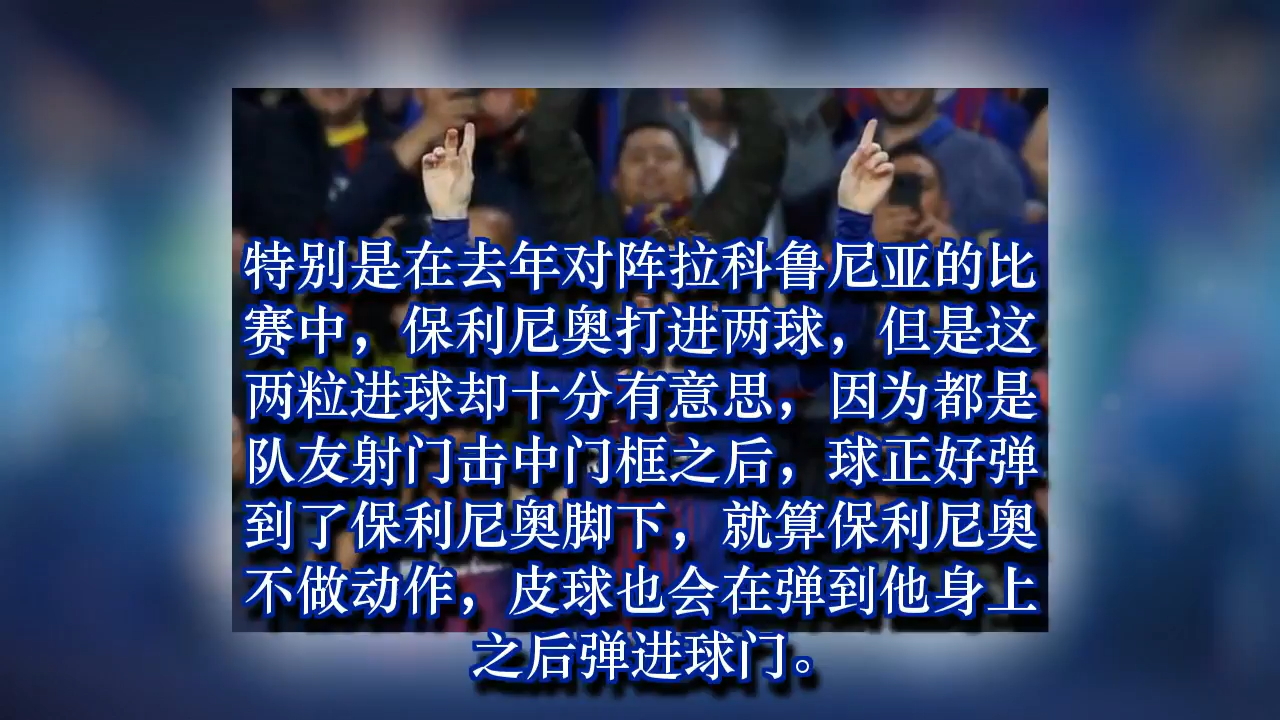 特别是在去年对阵拉科鲁尼亚的比
赛中，保利尼奥打进两球，但是这
两粒进球却十分有意思，因为都是
队友射门击中门框之后，球正好弹
到了保利尼奥脚下，就算保利尼奥
不做动作，皮球也会在弹到他身上
之后弹进球门。